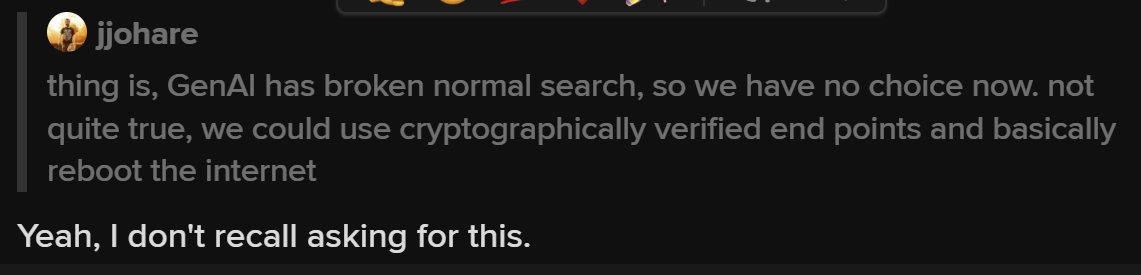 jjohare
thing is, GenAI has broken normal search, so we have no choice now. not
quite true, we could use cryptographically verified end points and basically
reboot the internet
Yeah, I don't recall asking for this.